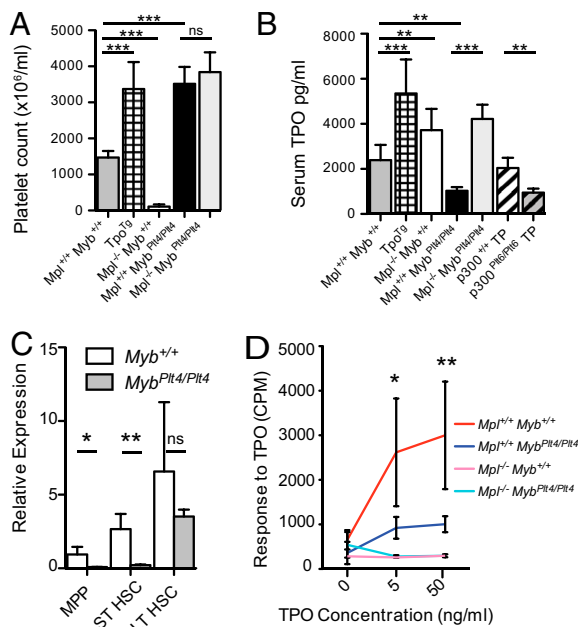 A
***
***
***
ns
Platelet count (x10⁶/ml)
5000
4000
3000
2000
1000
0
Mpl+/+ Myb+/+
TpoTg
Mpl-/- Myb+/+
Mpl+/+ MybPlt4/Plt4
Mpl-/- MybPlt4/Plt4
B
**
**
***
***
**
Serum TPO pg/ml
8000
6000
4000
2000
0
Mpl+/+ Myb+/+
TpoTg
Mpl-/- Myb+/+
Mpl+/+ MybPlt4/Plt4
Mpl-/- MybPlt4/Plt4
p300+/+ TP
p300Plt6/Plt6 TP
C
Myb+/+
MybPlt4/Plt4
*
**
ns
Relative Expression
15
10
5
0
MPP
ST HSC
LT HSC
D
*
**
Response to TPO (CPM)
5000
4000
3000
2000
1000
0
Mpl+/+ Myb+/+
Mpl+/+ MybPlt4/Plt4
Mpl-/- Myb+/+
Mpl-/- MybPlt4/Plt4
0
5
50
TPO Concentration (ng/ml)